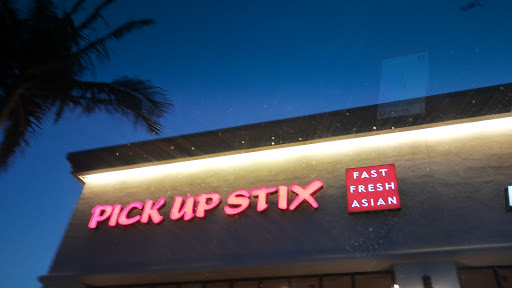 PICK UP STIX
FAST
FRESH
ASIAN